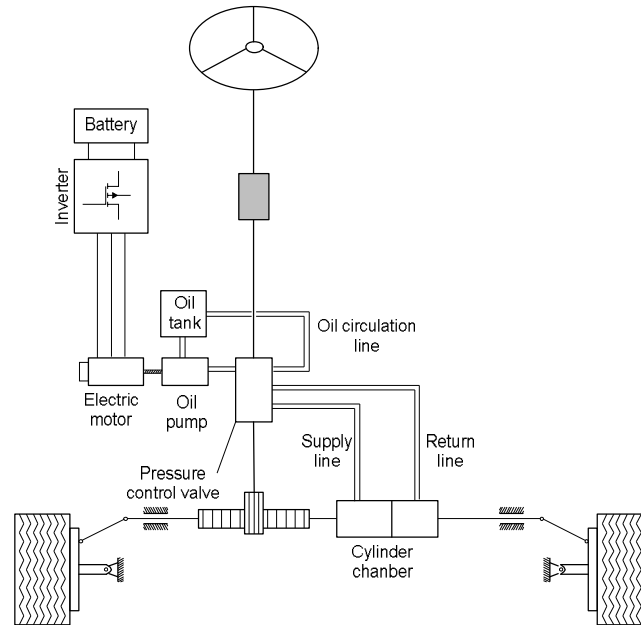 Battery
Inverter
Oil
tank
Oil circulation
line
Electric
motor
Oil
pump
Supply
line
Return
line
Pressure
control valve
Cylinder
chanber